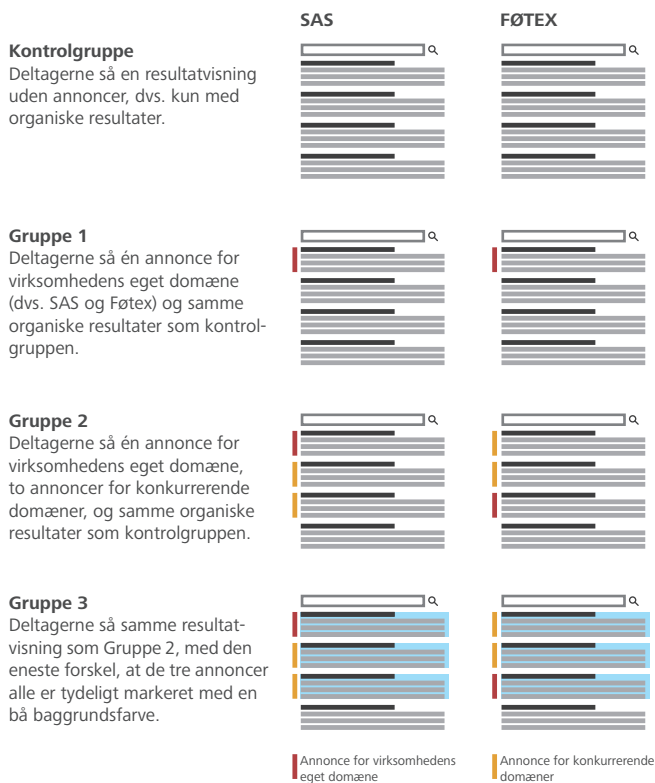 SAS
FØTEX
Kontrolgruppe
Deltagerne så en resultatvisning
uden annoncer, dvs. kun med
organiske resultater.
Gruppe 1
Deltagerne så én annonce for
virksomhedens eget domæne
(dvs. SAS og Føtex) og samme
organiske resultater som kontrol-
gruppen.
Gruppe 2
Deltagerne så én annonce for
virksomhedens eget domæne,
to annoncer for konkurrerende
domæner, og samme organiske
resultater som kontrolgruppen.
Gruppe 3
Deltagerne så samme resultat-
visning som Gruppe 2, med den
eneste forskel, at de tre annoncer
alle er tydeligt markeret med en
bå baggrundsfarve.
Annonce for virksomhedens
eget domæne
Annonce for konkurrerende
domæner